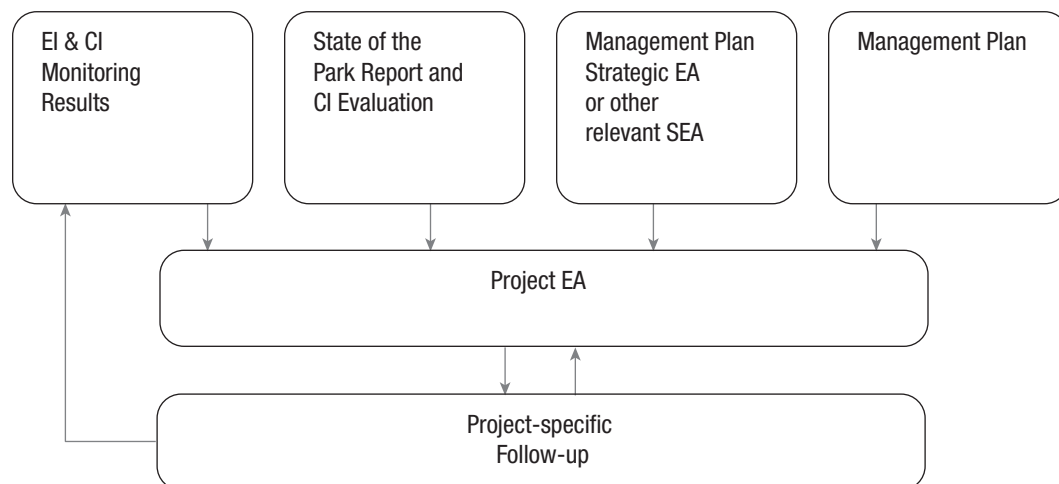 EI & CI
Monitoring
Results
State of the
Park Report and
CI Evaluation
Management Plan
Strategic EA
or other
relevant SEA
Management Plan
Project EA
Project-specific
Follow-up